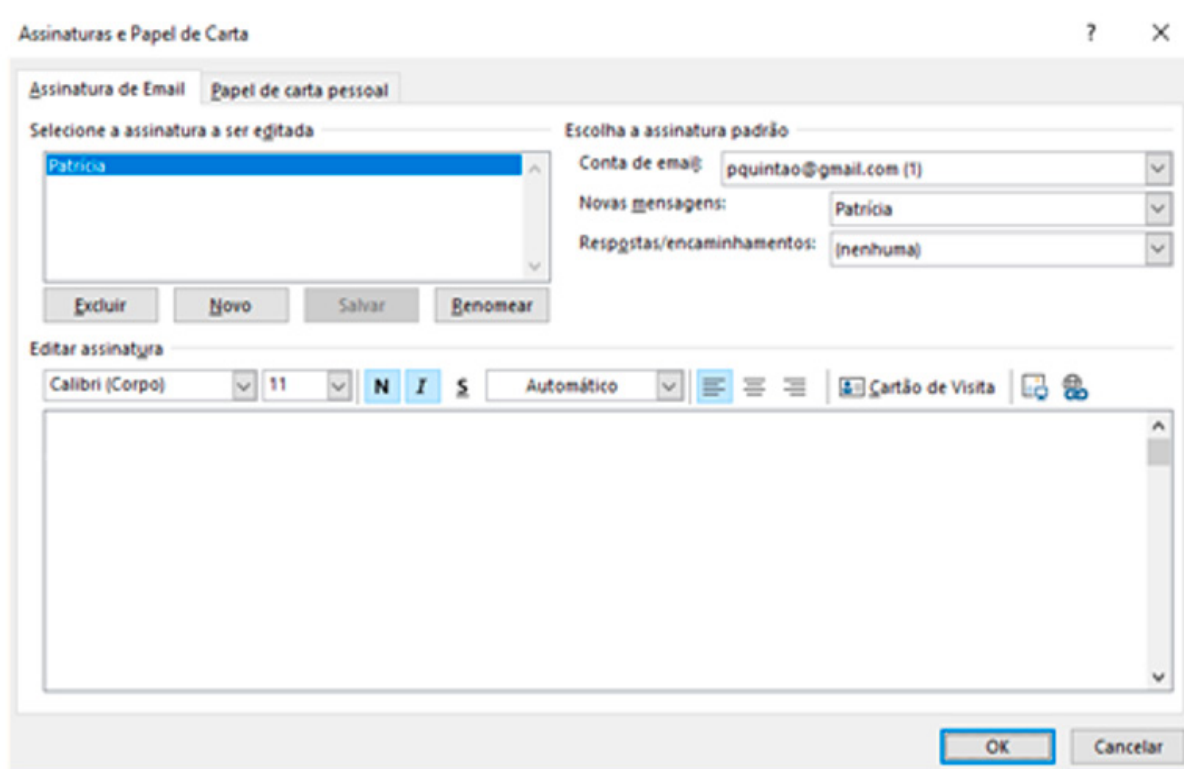 Assinaturas e Papel de Carta ?
Assinatura de Email Papel de carta pessoal
Selecione a assinatura a ser editada
Patrícia
Excluir Novo Salvar Renomear
Escolha a assinatura padrão
Conta de email: pquintao@gmail.com (1)
Novas mensagens: Patrícia
Respostas/encaminhamentos: (nenhuma)
Editar assinatura
Calibri (Corpo) 11 N I S Automático Cartão de Visita
OK Cancelar